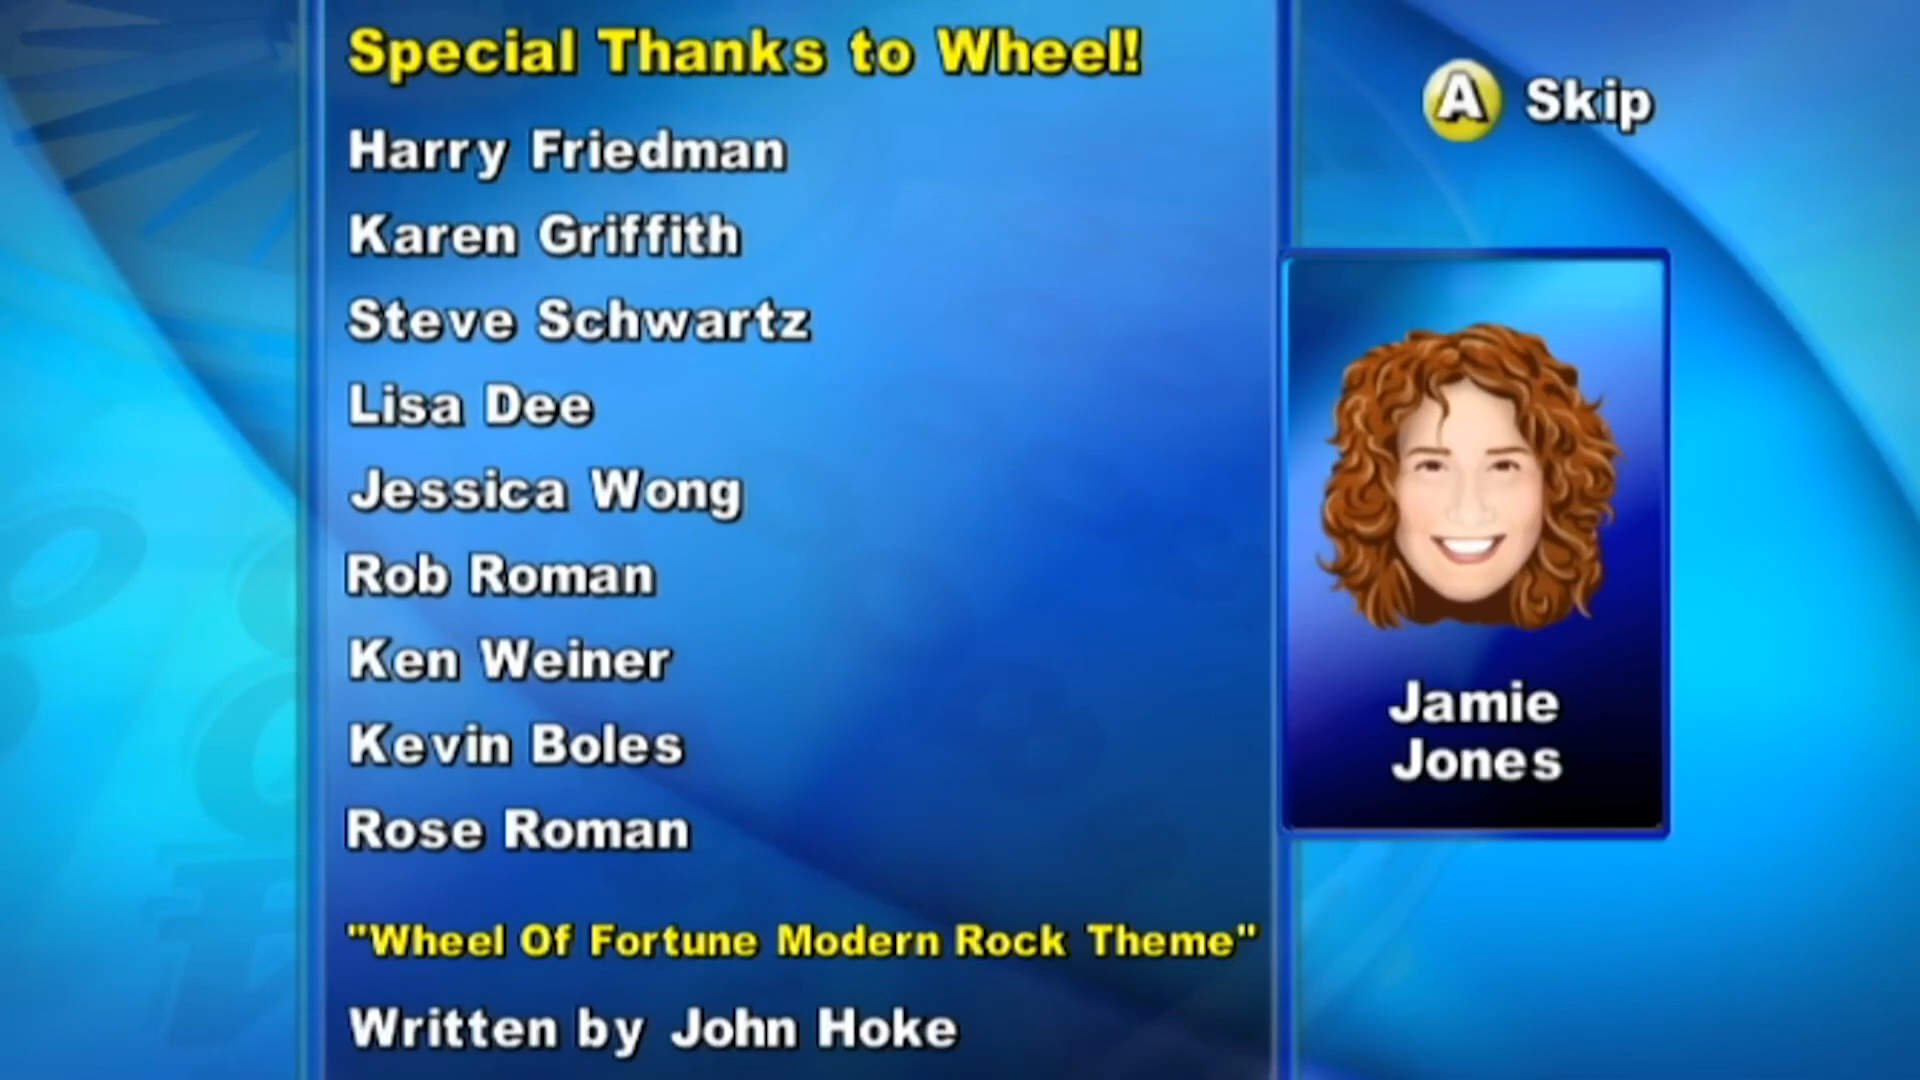 Special Thanks to Wheel!
Harry Friedman
Karen Griffith
Steve Schwartz
Lisa Dee
Jessica Wong
Rob Roman
Ken Weiner
Kevin Boles
Rose Roman
"Wheel Of Fortune Modern Rock Theme"
Written by John Hoke
A Skip
Jamie
Jones